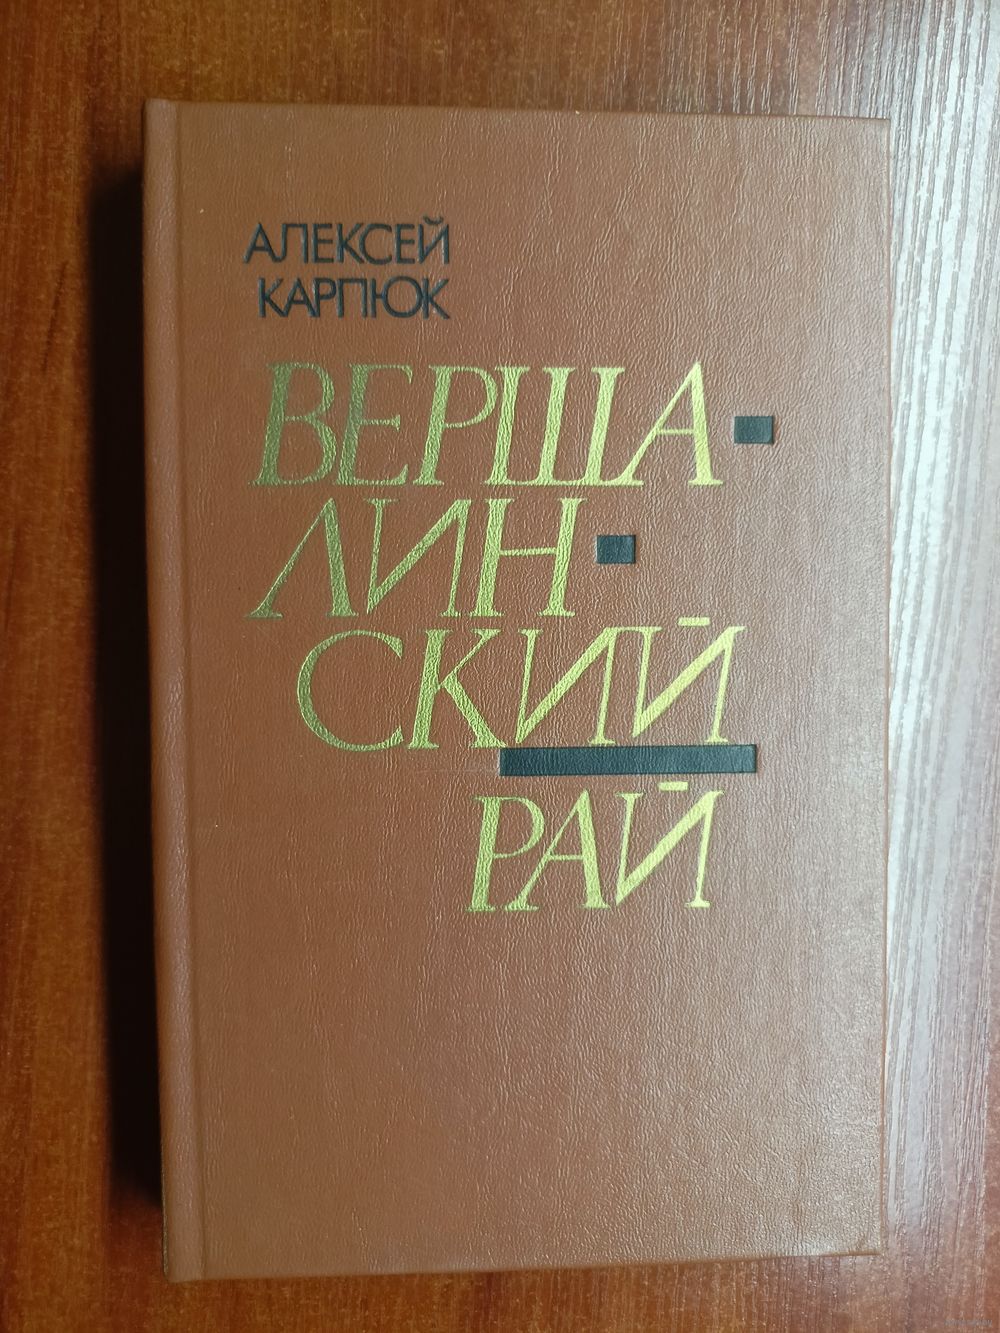 АЛЕКСЕЙ
КАРПЮК
ВЕРША-
ЛИН-
СКИЙ
РАЙ